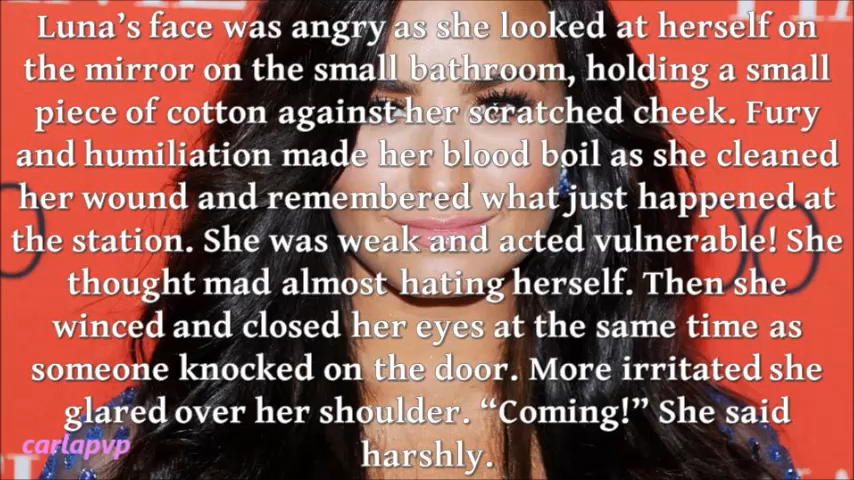 Luna's face was angry as she looked at herself on
the mirror on the small bathroom, holding a small
piece of cotton against her scratched cheek. Fury
and humiliation made her blood boil as she cleaned
her wound and remembered what just happened at
the station. She was weak and acted vulnerable! She
thought mad almost hating herself. Then she
winced and closed her eyes at the same time as
someone knocked on the door. More irritated she
glared over her shoulder. “Coming!” She said
harshly.
carlapvp